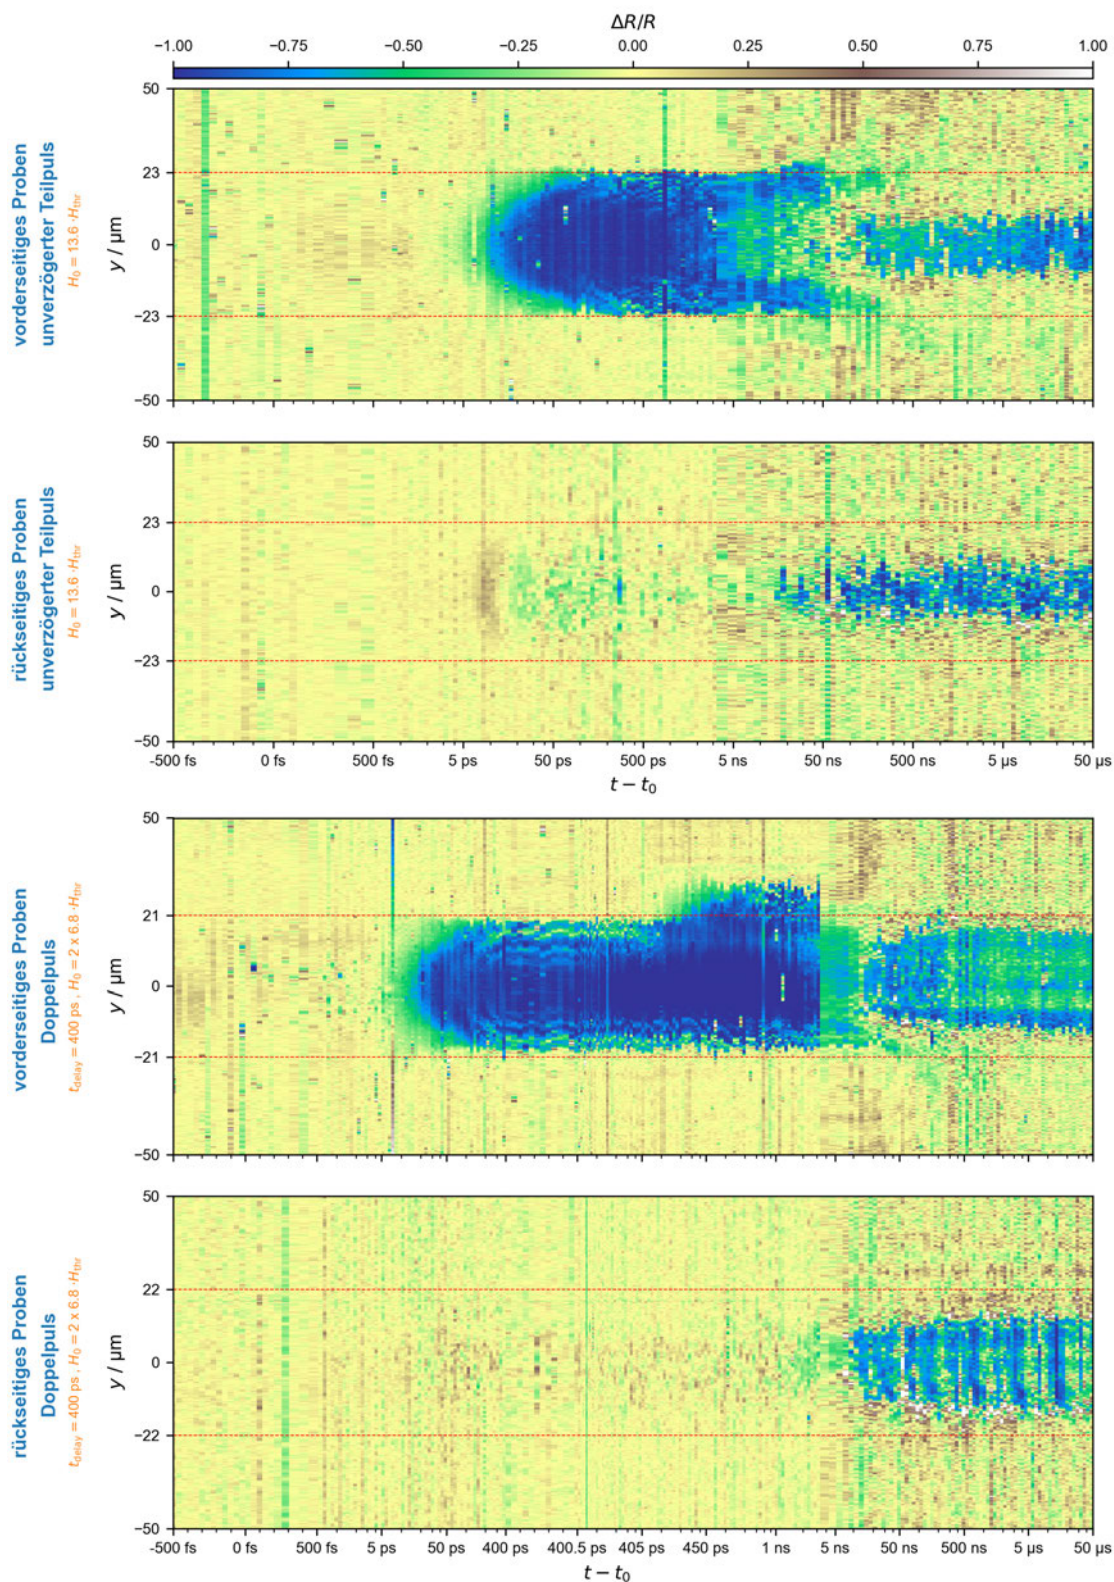 ΔR/R
−1.00 −0.75 −0.50 −0.25 0.00 0.25 0.50 0.75 1.00
vorderseitiges Proben
unverzögerter Teilpuls
H₀ = 13.6 · Hthr
y / µm
50
23
0
−23
−50
rückseitiges Proben
unverzögerter Teilpuls
H₀ = 13.6 · Hthr
y / µm
50
23
0
−23
−50
-500 fs 0 fs 500 fs 5 ps 50 ps 500 ps 5 ns 50 ns 500 ns 5 µs 50 µs
t − t₀
vorderseitiges Proben
Doppelpuls
tdelay = 400 ps , H₀ = 2 x 6.8 · Hthr
y / µm
50
21
0
−21
−50
rückseitiges Proben
Doppelpuls
tdelay = 400 ps , H₀ = 2 x 6.8 · Hthr
y / µm
50
22
0
−22
−50
-500 fs 0 fs 500 fs 5 ps 50 ps 400 ps 400.5 ps 405 ps 450 ps 1 ns 5 ns 50 ns 500 ns 5 µs 50 µs
t − t₀